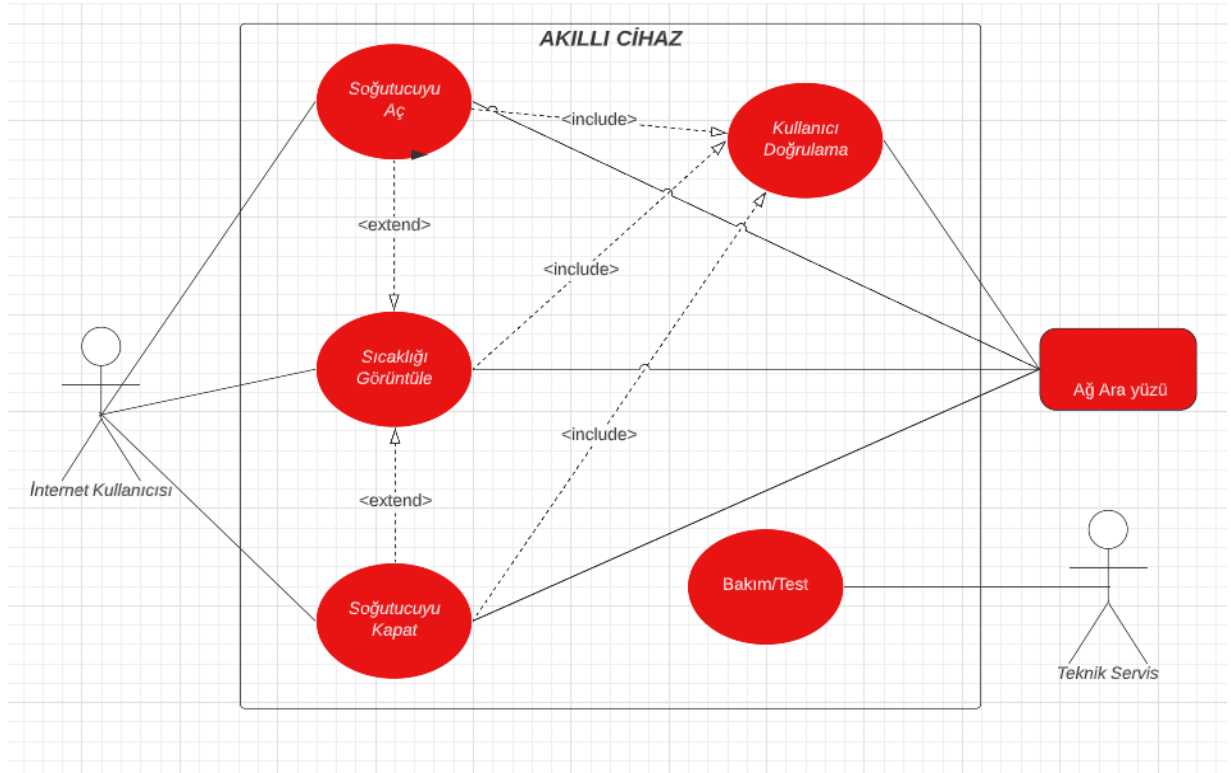 AKILLI CİHAZ
Soğutucuyu
Aç
<include>
Kullanıcı
Doğrulama
<extend>
<include>
Sıcaklığı
Görüntüle
Ağ Ara yüzü
<include>
İnternet Kullanıcısı
<extend>
Bakım/Test
Soğutucuyu
Kapat
Teknik Servis